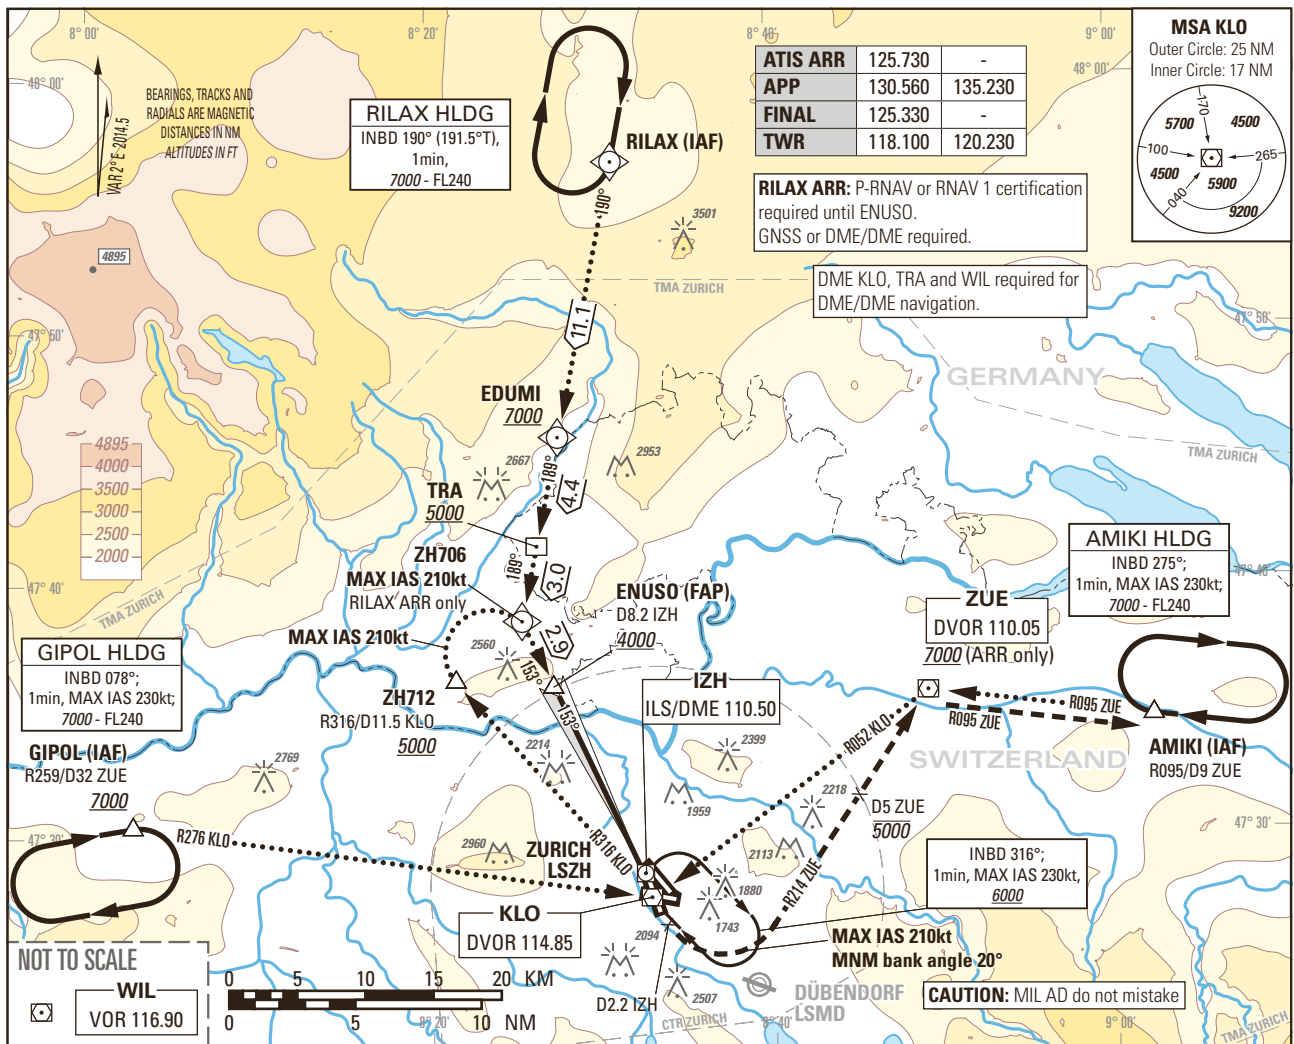 8° 00'
8° 20'
8° 40'
9° 00'
48° 00'
48° 00'
VAR 2° E 2014.5
BEARINGS, TRACKS AND
RADIALS ARE MAGNETIC
DISTANCES IN NM
ALTITUDES IN FT
RILAX HLDG
INBD 190° (191.5°T),
1min,
7000 - FL240
RILAX (IAF)
190°
3501
ATIS ARR 125.730 -
APP 130.560 135.230
FINAL 125.330 -
TWR 118.100 120.230
RILAX ARR: P-RNAV or RNAV 1 certification
required until ENUSO.
GNSS or DME/DME required.
DME KLO, TRA and WIL required for
DME/DME navigation.
MSA KLO
Outer Circle: 25 NM
Inner Circle: 17 NM
170
5700
4500
100
265
4500
5900
040
9200
4895
TMA ZURICH
47° 50'
47° 50'
11.1
GERMANY
EDUMI
7000
TMA ZURICH
4895
4000
3500
3000
2500
2000
2667
2953
189°
4.4
TRA
5000
ZH706
MAX IAS 210kt
RILAX ARR only
189°
3.0
47° 40'
47° 40'
TMA ZURICH
MAX IAS 210kt
2560
2.9
153°
ENUSO (FAP)
D8.2 IZH
4000
153°
ZUE
DVOR 110.05
7000 (ARR only)
AMIKI HLDG
INBD 275°;
1min, MAX IAS 230kt;
7000 - FL240
GIPOL HLDG
INBD 078°;
1min, MAX IAS 230kt;
7000 - FL240
ZH712
R316/D11.5 KLO
5000
IZH
ILS/DME 110.50
R095 ZUE
R095 ZUE
AMIKI (IAF)
R095/D9 ZUE
R052 KLO
SWITZERLAND
GIPOL (IAF)
R259/D32 ZUE
7000
2769
2214
2399
1959
2218
D5 ZUE
5000
47° 30'
47° 30'
R276 KLO
2960
ZURICH
LSZH
R316 KLO
2113
1880
1743
R214 ZUE
INBD 316°;
1min, MAX IAS 230kt,
6000
KLO
DVOR 114.85
2094
MAX IAS 210kt
MNM bank angle 20°
NOT TO SCALE
WIL
VOR 116.90
0 5 10 15 20 KM
0 5 10 NM
D2.2 IZH
2507
DÜBENDORF
LSMD
CAUTION: MIL AD do not mistake
8° 20'
CTR ZURICH
8° 40'
9° 00'
TMA ZURICH